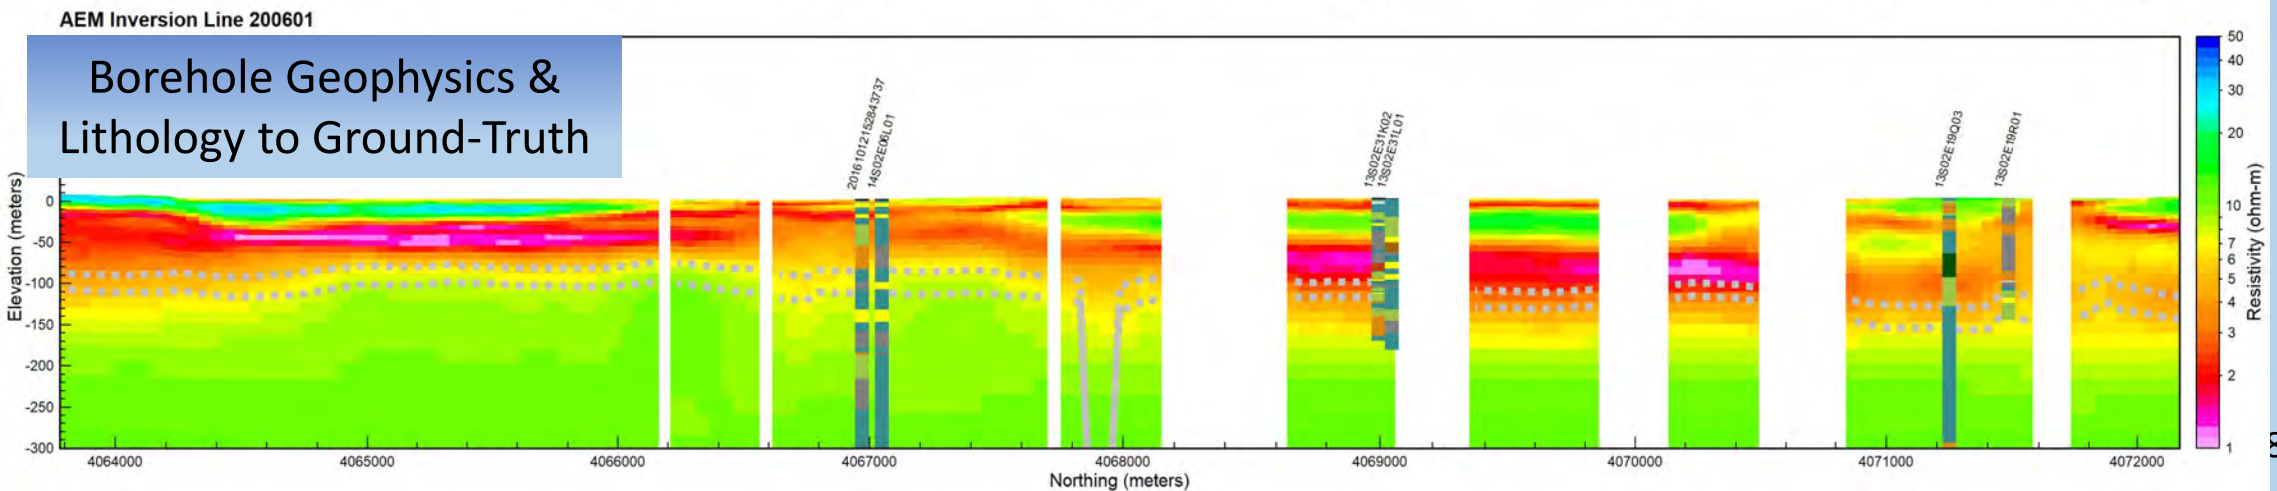 AEM Inversion Line 200601
Borehole Geophysics &
Lithology to Ground-Truth
20161012152843737
14S02E06L01
13S02E31K02
13S02E31L01
13S02E19Q03
13S02E19R01
Elevation (meters)
0
-50
-100
-150
-200
-250
-300
4064000 4065000 4066000 4067000 4068000 4069000 4070000 4071000 4072000
Northing (meters)
50
40
30
20
10
7
6
5
4
3
2
1
Resistivity (ohm-m)
8